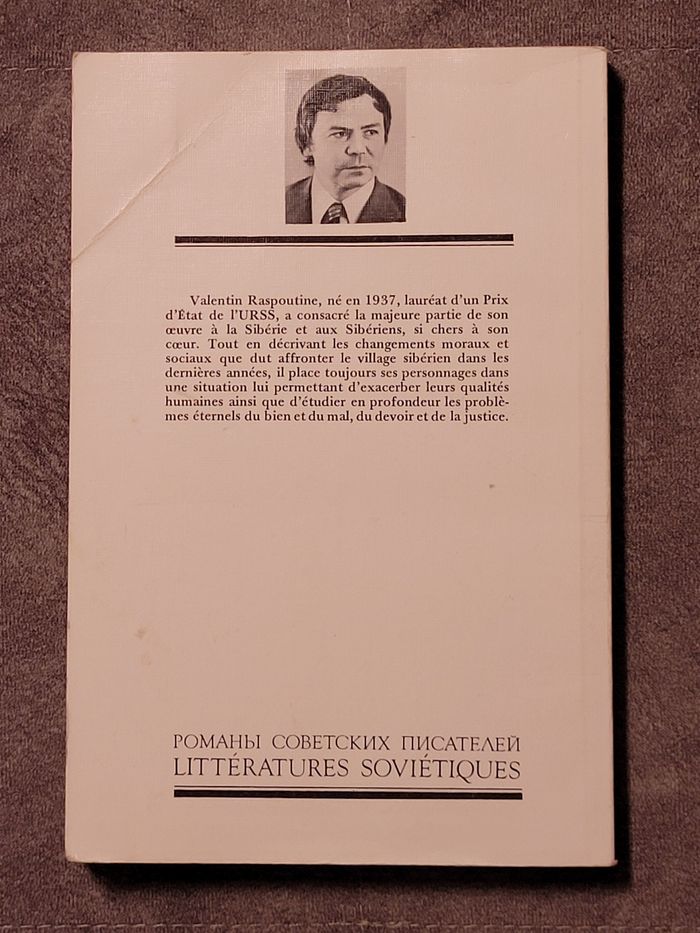 Valentin Raspoutine, né en 1937, lauréat d'un Prix
d'État de l'URSS, a consacré la majeure partie de son
œuvre à la Sibérie et aux Sibériens, si chers à son
cœur. Tout en décrivant les changements moraux et
sociaux que dut affronter le village sibérien dans les
dernières années, il place toujours ses personnages dans
une situation lui permettant d'exacerber leurs qualités
humaines ainsi que d'étudier en profondeur les problè-
mes éternels du bien et du mal, du devoir et de la justice.
РОМАНЫ СОВЕТСКИХ ПИСАТЕЛЕЙ
LITTÉRATURES SOVIÉTIQUES